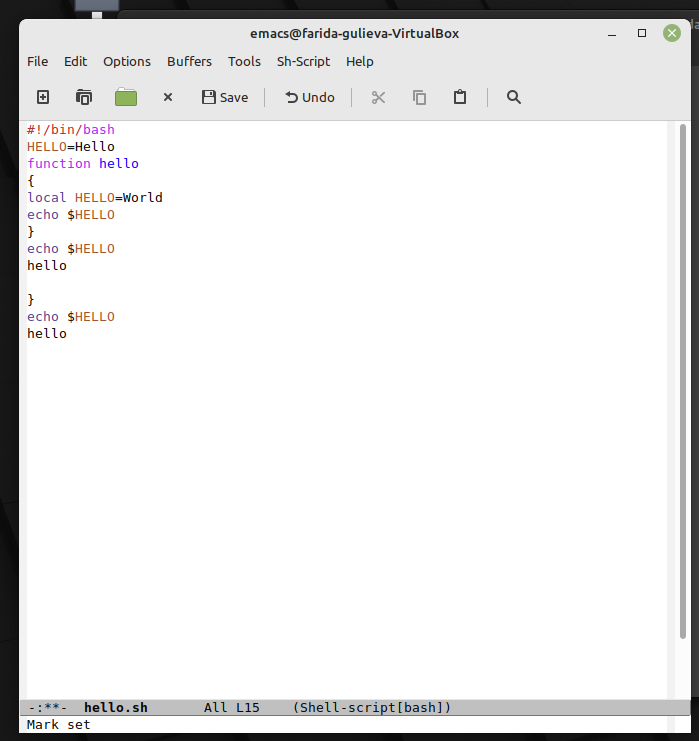 emacs@farida-gulieva-VirtualBox
File Edit Options Buffers Tools Sh-Script Help
Save Undo
#!/bin/bash
HELLO=Hello
function hello
{
local HELLO=World
echo $HELLO
}
echo $HELLO
hello

}
echo $HELLO
hello
-:**- hello.sh All L15 (Shell-script[bash])
Mark set